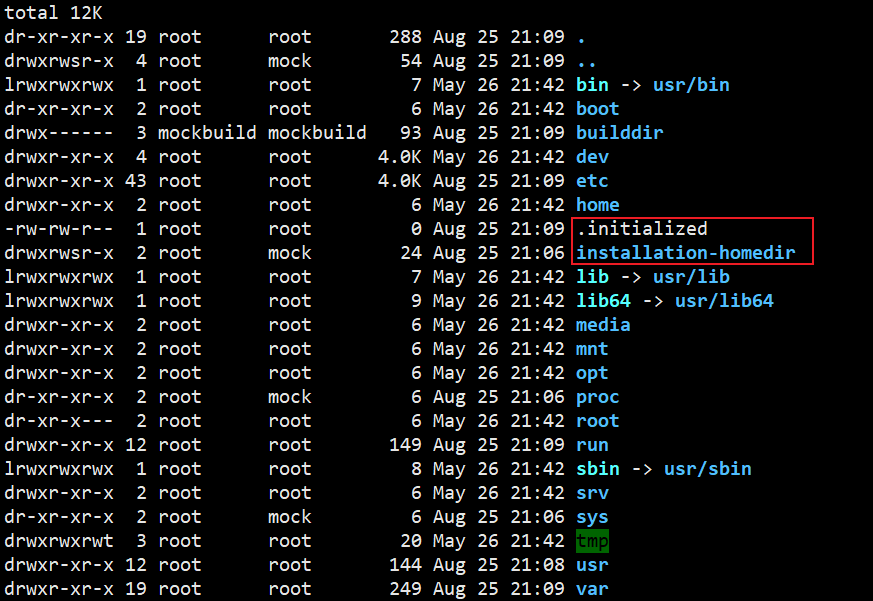 total 12K
dr-xr-xr-x 19 root      root       288 Aug 25 21:09 .
drwxrwsr-x  4 root      mock        54 Aug 25 21:09 ..
lrwxrwxrwx  1 root      root         7 May 26 21:42 bin -> usr/bin
dr-xr-xr-x  2 root      root         6 May 26 21:42 boot
drwx------  3 mockbuild mockbuild   93 Aug 25 21:09 builddir
drwxr-xr-x  4 root      root      4.0K May 26 21:42 dev
drwxr-xr-x 43 root      root      4.0K Aug 25 21:09 etc
drwxr-xr-x  2 root      root         6 May 26 21:42 home
-rw-rw-r--  1 root      root         0 Aug 25 21:09 .initialized
drwxrwsr-x  2 root      mock        24 Aug 25 21:06 installation-homedir
lrwxrwxrwx  1 root      root         7 May 26 21:42 lib -> usr/lib
lrwxrwxrwx  1 root      root         9 May 26 21:42 lib64 -> usr/lib64
drwxr-xr-x  2 root      root         6 May 26 21:42 media
drwxr-xr-x  2 root      root         6 May 26 21:42 mnt
drwxr-xr-x  2 root      root         6 May 26 21:42 opt
dr-xr-xr-x  2 root      mock         6 Aug 25 21:06 proc
dr-xr-x---  2 root      root         6 May 26 21:42 root
drwxr-xr-x 12 root      root       149 Aug 25 21:09 run
lrwxrwxrwx  1 root      root         8 May 26 21:42 sbin -> usr/sbin
drwxr-xr-x  2 root      root         6 May 26 21:42 srv
dr-xr-xr-x  2 root      mock         6 Aug 25 21:06 sys
drwxrwxrwt  3 root      root        20 May 26 21:42 tmp
drwxr-xr-x 12 root      root       144 Aug 25 21:08 usr
drwxr-xr-x 19 root      root       249 Aug 25 21:09 var